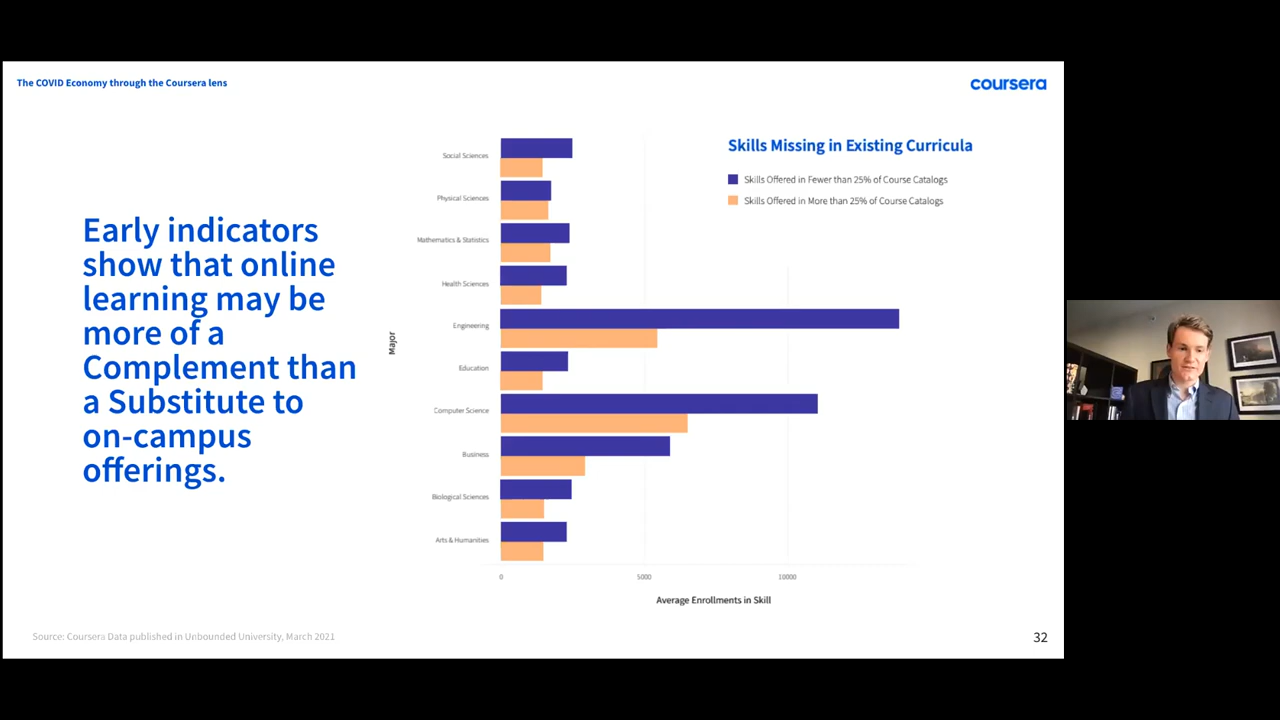 The COVID Economy through the Coursera lens
coursera
Early indicators
show that online
learning may be
more of a
Complement than
a Substitute to
on-campus
offerings.
Skills Missing in Existing Curricula
Skills Offered in Fewer than 25% of Course Catalogs
Skills Offered in More than 25% of Course Catalogs
Major
Social Sciences
Physical Sciences
Mathematics & Statistics
Health Sciences
Engineering
Education
Computer Science
Business
Biological Sciences
Arts & Humanities
0
5000
10000
Average Enrollments in Skill
Source: Coursera Data published in Unbounded University, March 2021
32